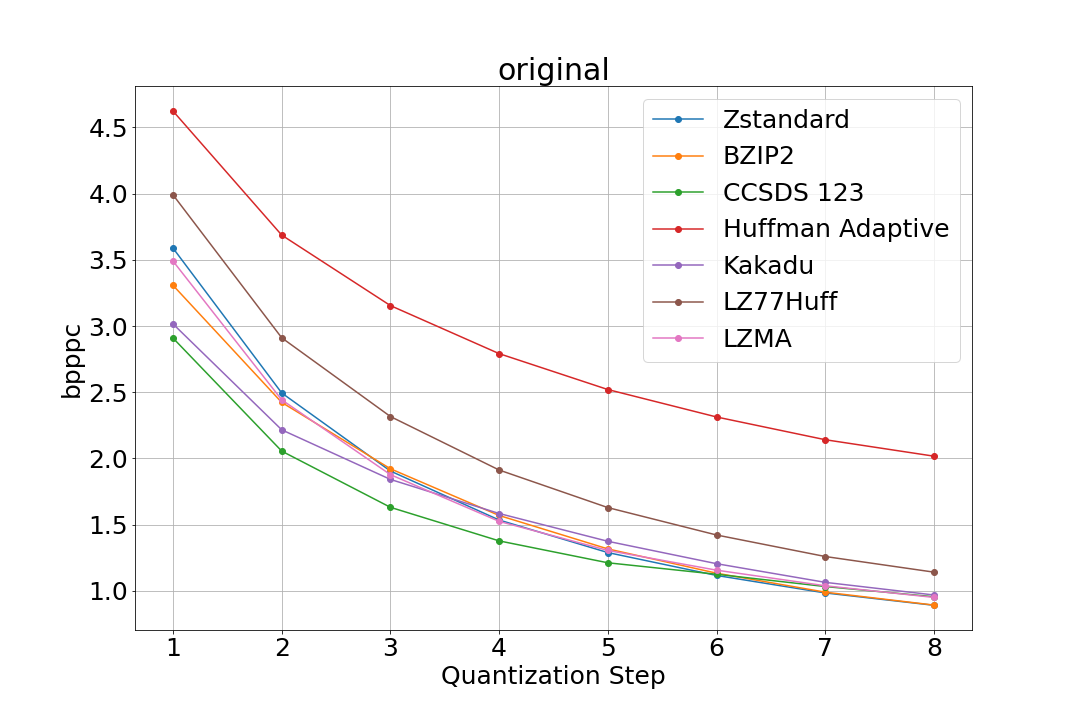 original
4.5
4.0
3.5
3.0
2.5
2.0
1.5
1.0
bpppc
Zstandard
BZIP2
CCSDS 123
Huffman Adaptive
Kakadu
LZ77Huff
LZMA
1 2 3 4 5 6 7 8
Quantization Step